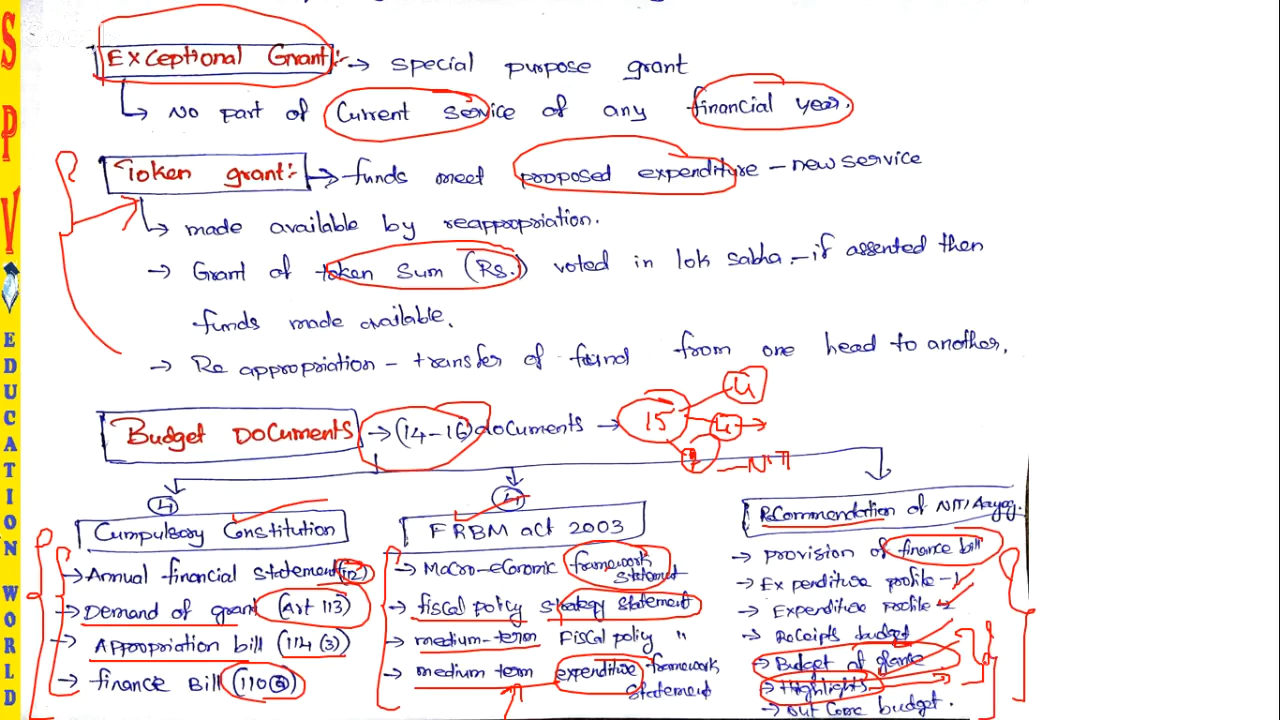 SPV EDUCATION WORLD
Exceptional Grant :- → special purpose grant
↳ No part of Current service of any financial year.
Token grant:- → funds meet proposed expenditure - new service
↳ made available by reappropriation.
→ Grant of token sum (Rs.) voted in lok sabha - if assented then
funds made available.
→ Re appropriation - transfer of found from one head to another.
Budget Documents → (14-16) documents → 15
4
4 →
7 - NITI
4
4
Cumpulsory Constitution
FRBM act 2003
Recommendation of NITI Aayog.
→ Annual financial statement (112)
→ Demand of grant (Art 113)
→ Appropriation bill (114 (3))
→ finance Bill (110 )
→ Macro-economic framework
statement
→ fiscal policy strategy statement
→ medium-term fiscal policy "
→ medium term expenditure framework
statement
→ provision of finance bill
→ Expenditure profile - 1
→ Expenditure Profile - 2
→ Receipts budget
→ Budget at glance
→ Highlights
→ out come budget.